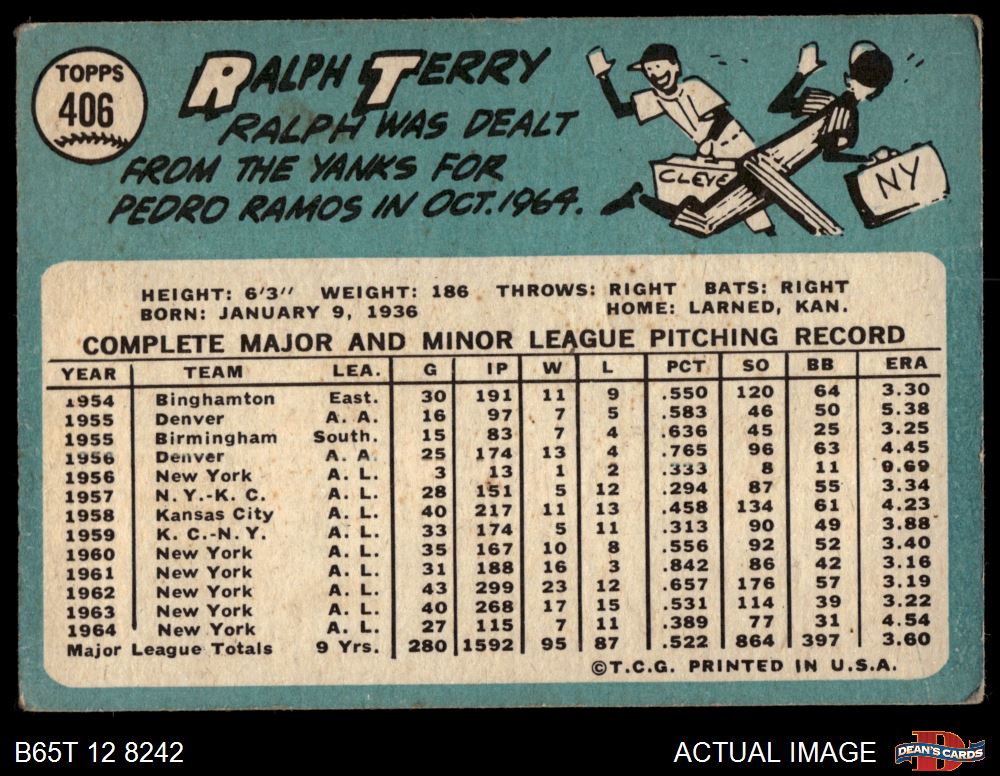 TOPPS
406
RALPH TERRY
RALPH WAS DEALT
FROM THE YANKS FOR
PEDRO RAMOS IN OCT. 1964.
CLEVE
NY
HEIGHT: 6'3" WEIGHT: 186 THROWS: RIGHT BATS: RIGHT
BORN: JANUARY 9, 1936 HOME: LARNED, KAN.
COMPLETE MAJOR AND MINOR LEAGUE PITCHING RECORD
YEAR TEAM LEA. G IP W L PCT SO BB ERA
1954 Binghamton East. 30 191 11 9 .550 120 64 3.30
1955 Denver A. A. 16 97 7 5 .583 46 50 5.38
1955 Birmingham South. 15 83 7 4 .636 45 25 3.25
1956 Denver A. A. 25 174 13 4 .765 96 63 4.45
1956 New York A. L. 3 13 1 2 .333 8 11 9.69
1957 N. Y.-K. C. A. L. 28 151 5 12 .294 87 55 3.34
1958 Kansas City A. L. 40 217 11 13 .458 134 61 4.23
1959 K. C.-N. Y. A. L. 33 174 5 11 .313 90 49 3.88
1960 New York A. L. 35 167 10 8 .556 92 52 3.40
1961 New York A. L. 31 188 16 3 .842 86 42 3.16
1962 New York A. L. 43 299 23 12 .657 176 57 3.19
1963 New York A. L. 40 268 17 15 .531 114 39 3.22
1964 New York A. L. 27 115 7 11 .389 77 31 4.54
Major League Totals 9 Yrs. 280 1592 95 87 .522 864 397 3.60
©T.C.G. PRINTED IN U.S.A.
B65T 12 8242
ACTUAL IMAGE
DEAN'S CARDS